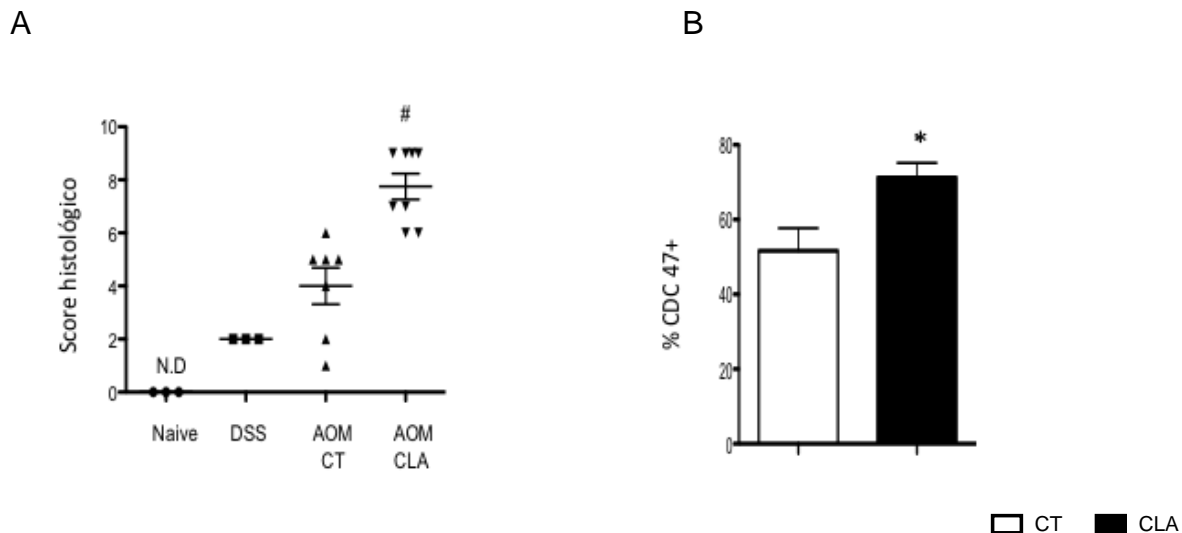 A
B
Score histológico
10
8
6
4
2
0
N.D
#
Naive
DSS
AOM
CT
AOM
CLA
% CDC 47+
80
60
40
20
0
*
CT
CLA